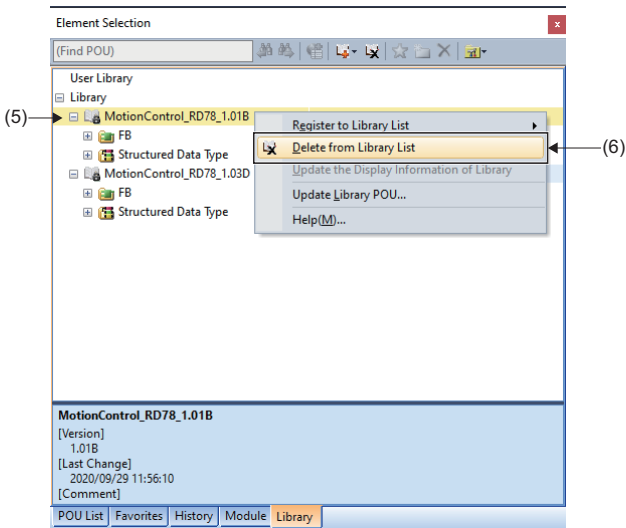 Element Selection
(Find POU)
User Library
Library
(5)
MotionControl_RD78_1.01B
FB
Structured Data Type
MotionControl_RD78_1.03D
FB
Structured Data Type
Register to Library List
Delete from Library List
(6)
Update the Display Information of Library
Update Library POU...
Help(M)...
MotionControl_RD78_1.01B
[Version]
1.01B
[Last Change]
2020/09/29 11:56:10
[Comment]
POU List Favorites History Module Library